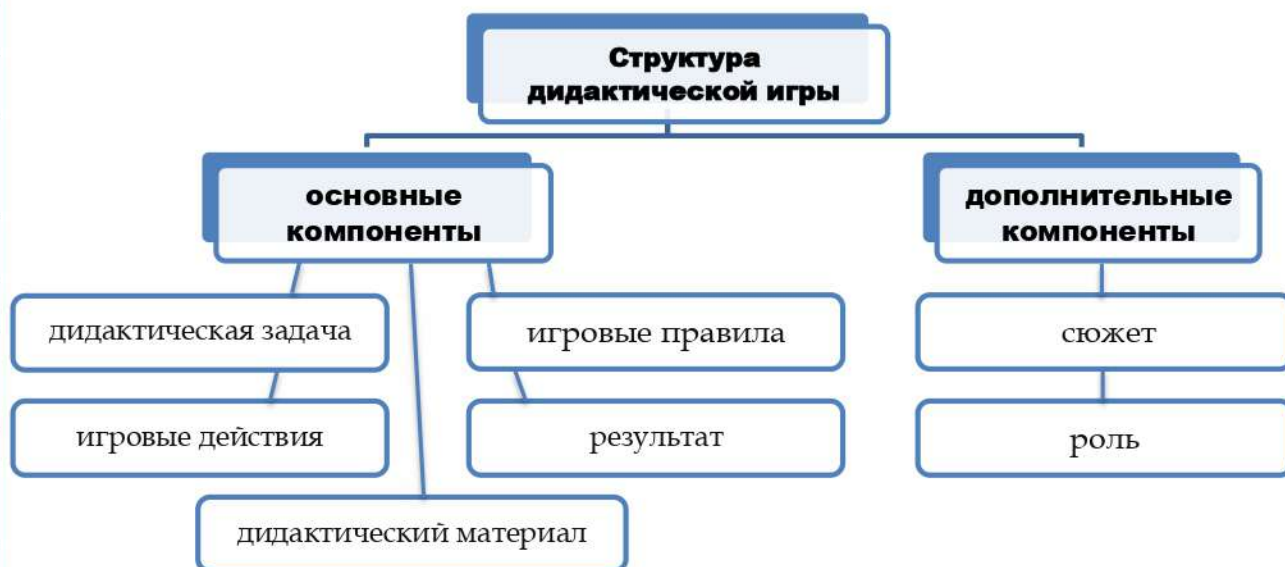 Структура
дидактической игры
основные
компоненты
дополнительные
компоненты
дидактическая задача
игровые правила
сюжет
игровые действия
результат
роль
дидактический материал